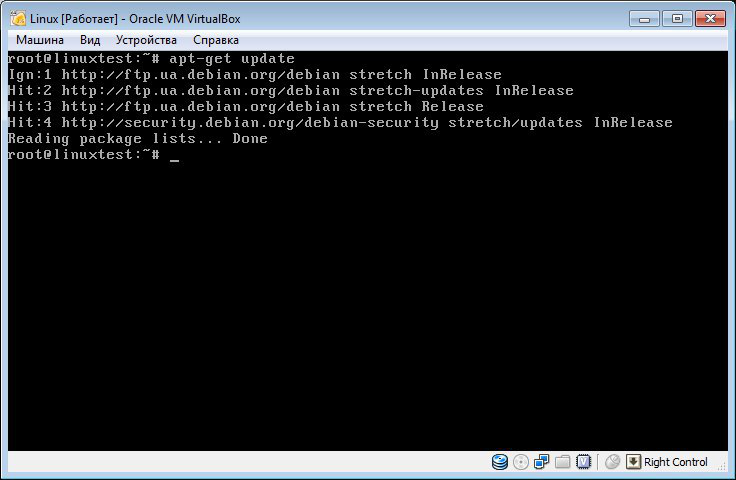 Linux [Работает] - Oracle VM VirtualBox
Машина Вид Устройства Справка
root@linuxtest:~# apt-get update
Ign:1 http://ftp.ua.debian.org/debian stretch InRelease
Hit:2 http://ftp.ua.debian.org/debian stretch-updates InRelease
Hit:3 http://ftp.ua.debian.org/debian stretch Release
Hit:4 http://security.debian.org/debian-security stretch/updates InRelease
Reading package lists... Done
root@linuxtest:~# _
Right Control